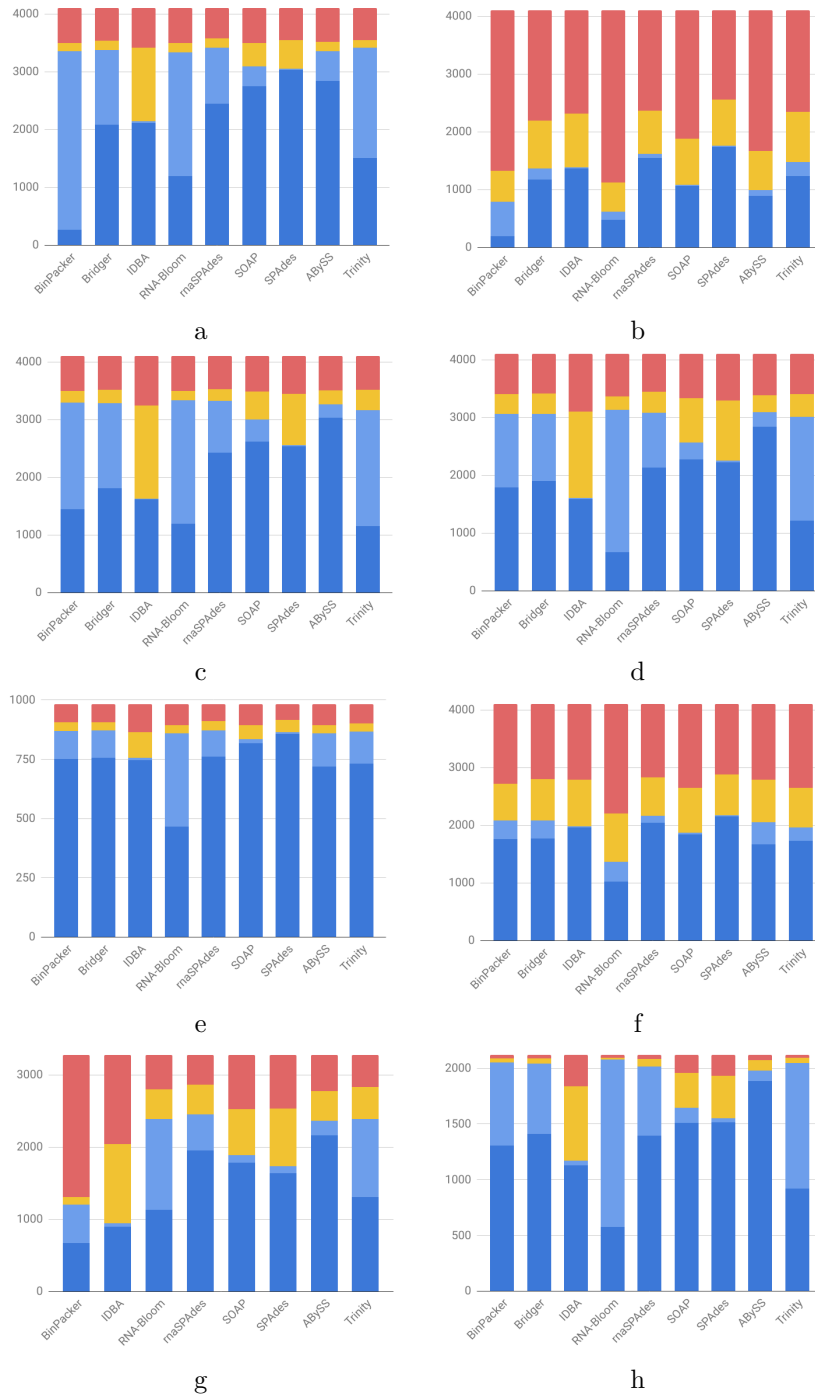 4000
3000
2000
1000
0
BinPacker
Bridger
IDBA
RNA-Bloom
rnaSPAdes
SOAP
SPAdes
ABySS
Trinity
a
4000
3000
2000
1000
0
BinPacker
Bridger
IDBA
RNA-Bloom
rnaSPAdes
SOAP
SPAdes
ABySS
Trinity
b
4000
3000
2000
1000
0
BinPacker
Bridger
IDBA
RNA-Bloom
rnaSPAdes
SOAP
SPAdes
ABySS
Trinity
c
4000
3000
2000
1000
0
BinPacker
Bridger
IDBA
RNA-Bloom
rnaSPAdes
SOAP
SPAdes
ABySS
Trinity
d
1000
750
500
250
0
BinPacker
Bridger
IDBA
RNA-Bloom
rnaSPAdes
SOAP
SPAdes
ABySS
Trinity
e
4000
3000
2000
1000
0
BinPacker
Bridger
IDBA
RNA-Bloom
rnaSPAdes
SOAP
SPAdes
ABySS
Trinity
f
3000
2000
1000
0
BinPacker
IDBA
RNA-Bloom
rnaSPAdes
SOAP
SPAdes
ABySS
Trinity
g
2000
1500
1000
500
0
BinPacker
Bridger
IDBA
RNA-Bloom
rnaSPAdes
SOAP
SPAdes
ABySS
Trinity
h